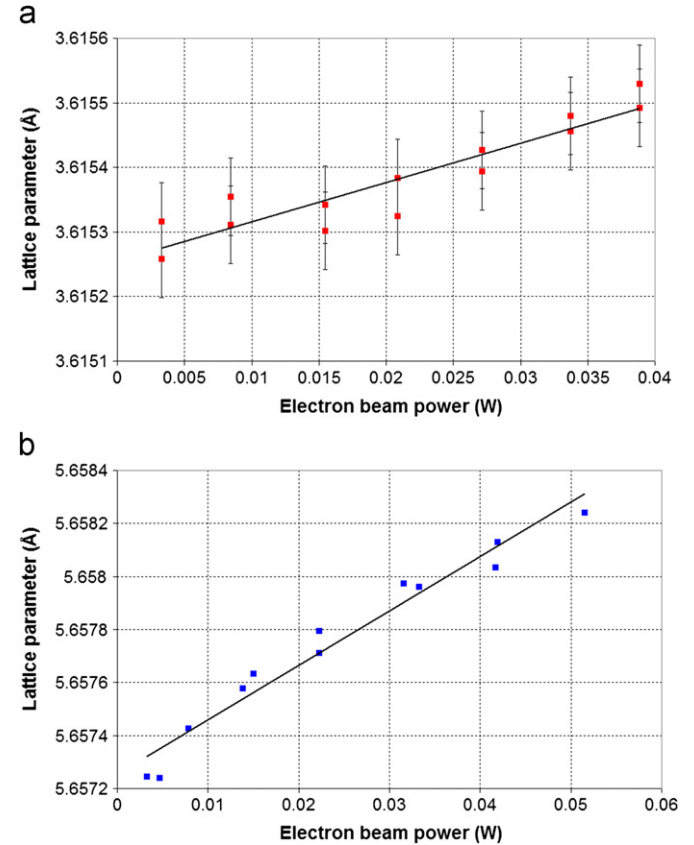 a
3.6156
3.6155
3.6154
3.6153
3.6152
3.6151
Lattice parameter (Å)
0 0.005 0.01 0.015 0.02 0.025 0.03 0.035 0.04
Electron beam power (W)
b
5.6584
5.6582
5.658
5.6578
5.6576
5.6574
5.6572
Lattice parameter (Å)
0 0.01 0.02 0.03 0.04 0.05 0.06
Electron beam power (W)